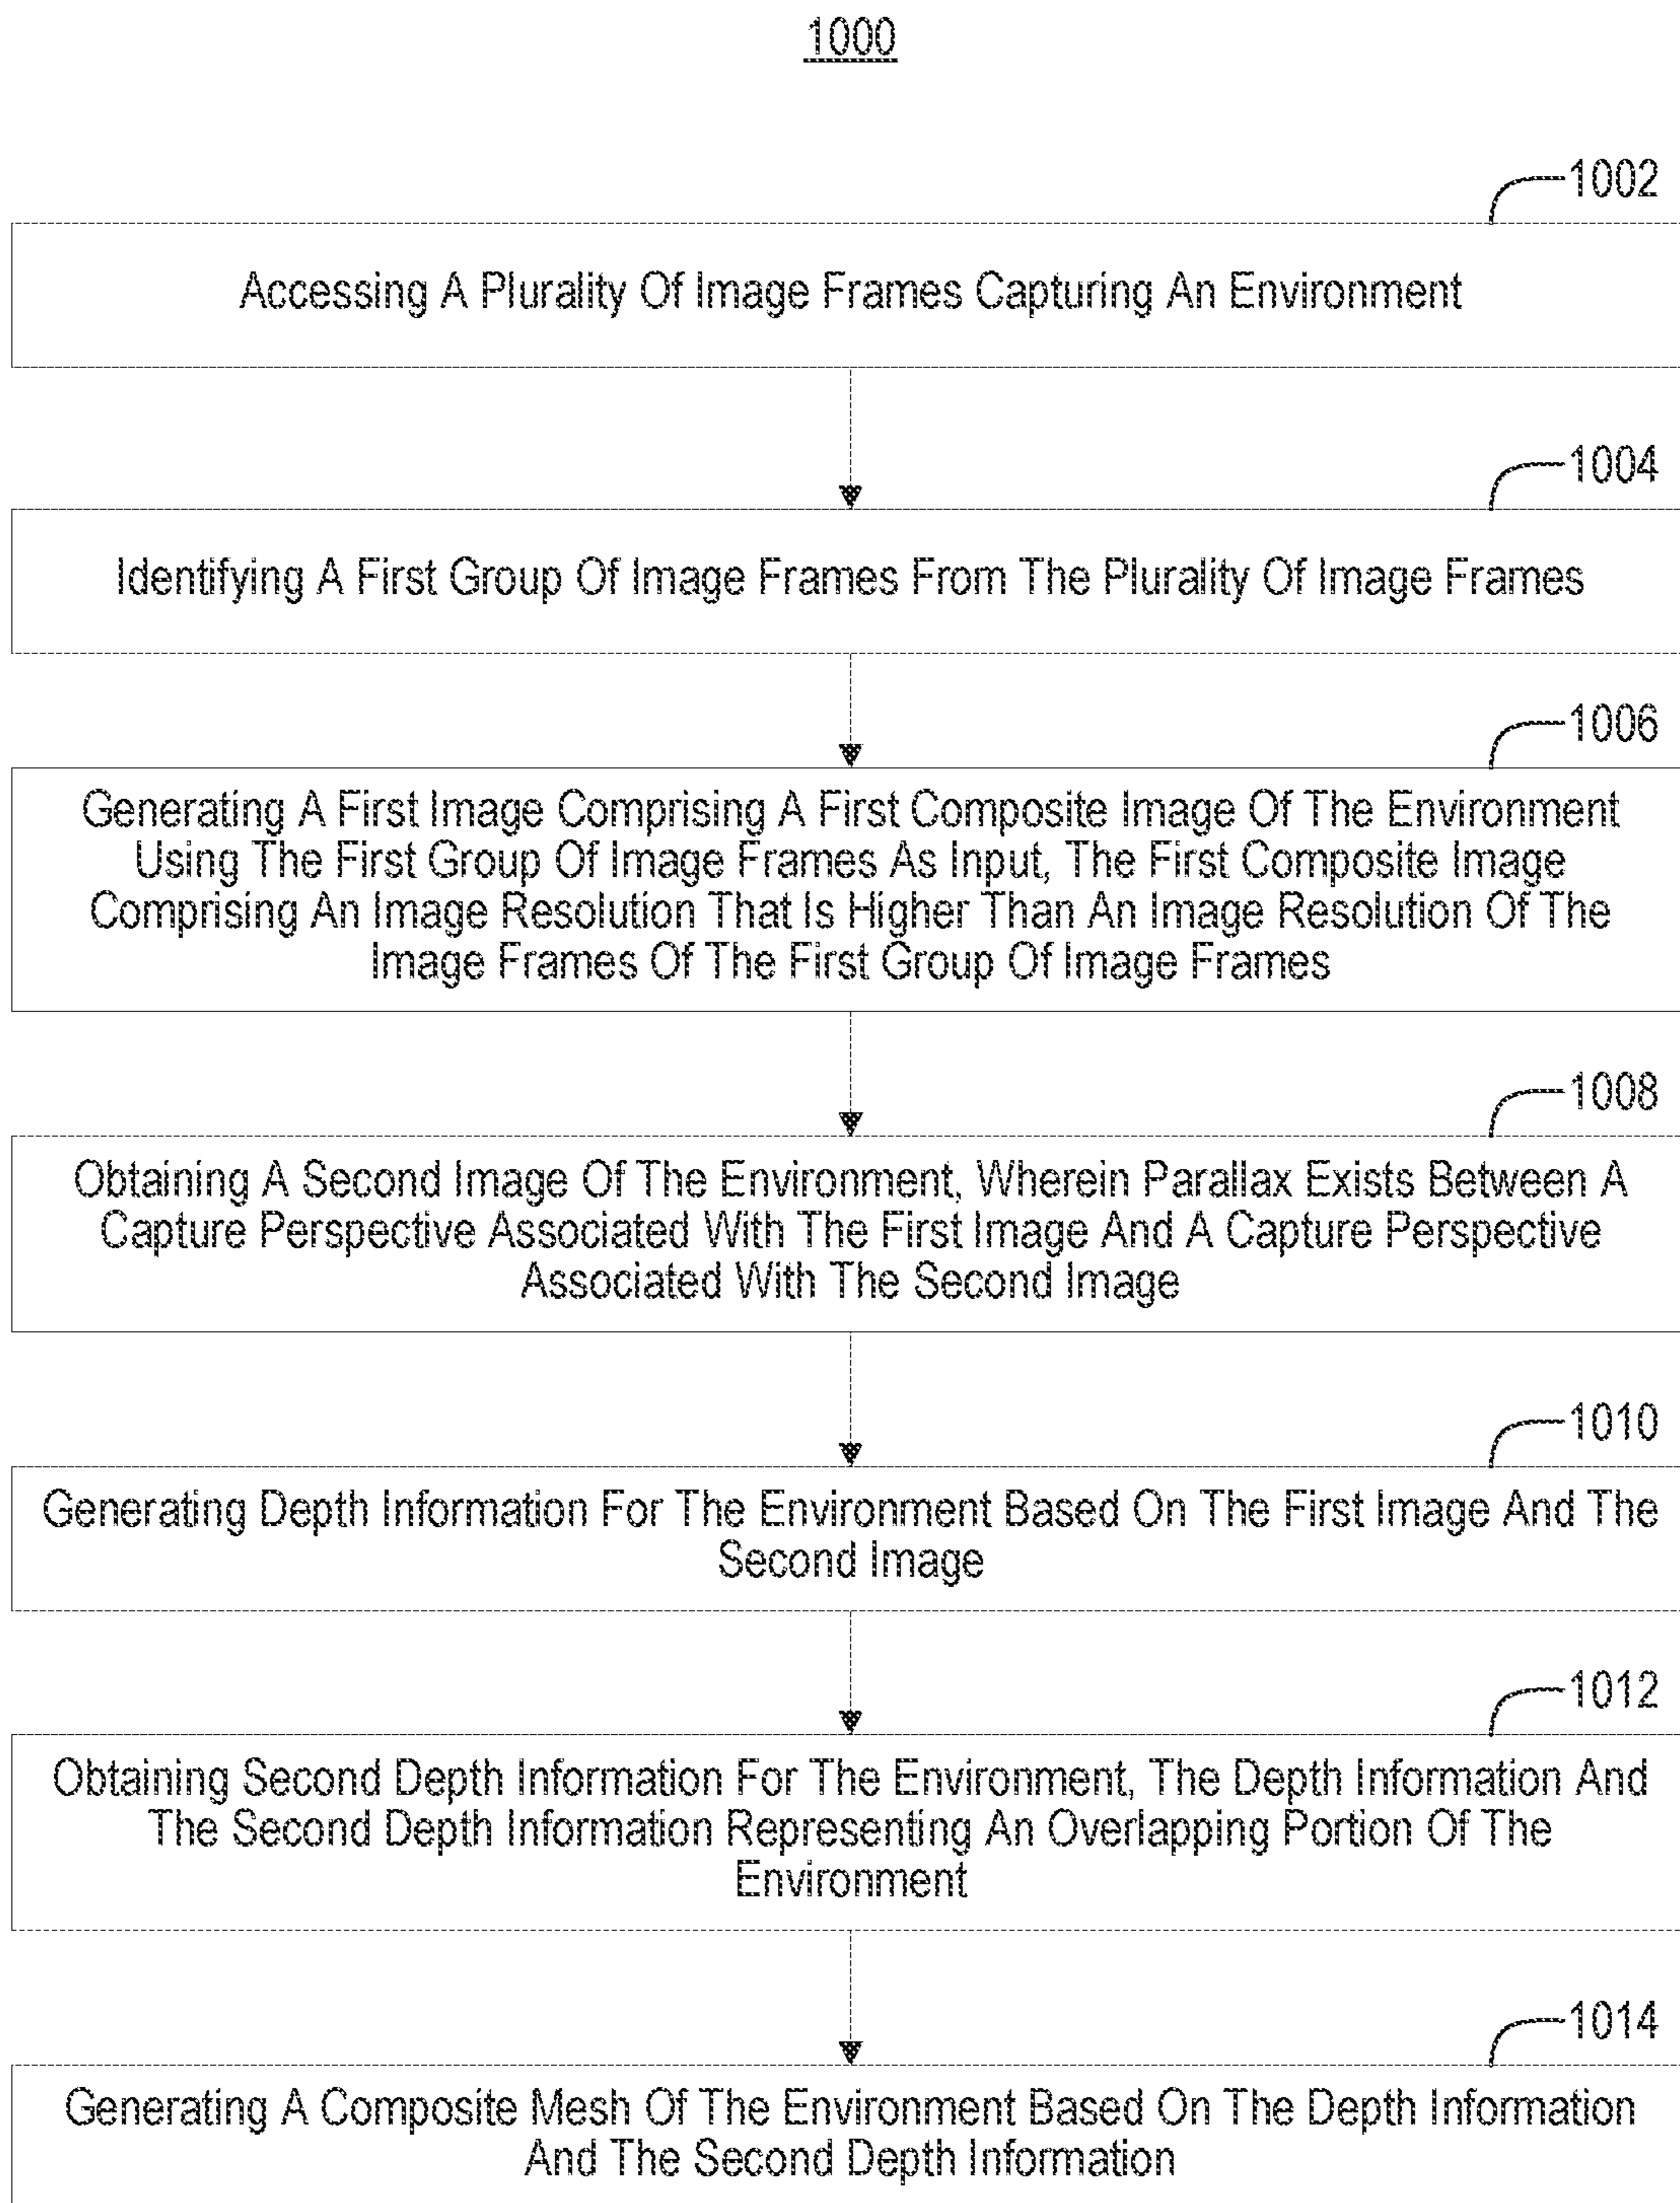 1000
1002
Accessing A Plurality Of Image Frames Capturing An Environment
1004
Identifying A First Group Of Image Frames From The Plurality Of Image Frames
1006
Generating A First Image Comprising A First Composite Image Of The Environment
Using The First Group Of Image Frames As Input, The First Composite Image
Comprising An Image Resolution That Is Higher Than An Image Resolution Of The
Image Frames Of The First Group Of Image Frames
1008
Obtaining A Second Image Of The Environment, Wherein Parallax Exists Between A
Capture Perspective Associated With The First Image And A Capture Perspective
Associated With The Second Image
1010
Generating Depth Information For The Environment Based On The First Image And The
Second Image
1012
Obtaining Second Depth Information For The Environment, The Depth Information And
The Second Depth Information Representing An Overlapping Portion Of The
Environment
1014
Generating A Composite Mesh Of The Environment Based On The Depth Information
And The Second Depth Information